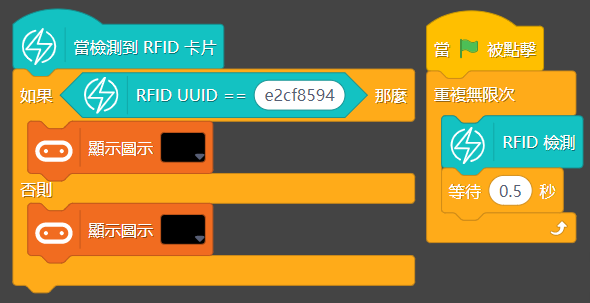 當檢測到 RFID 卡片
如果 RFID UUID == e2cf8594 那麼
顯示圖示
否則
顯示圖示
當 被點擊
重複無限次
RFID 檢測
等待 0.5 秒